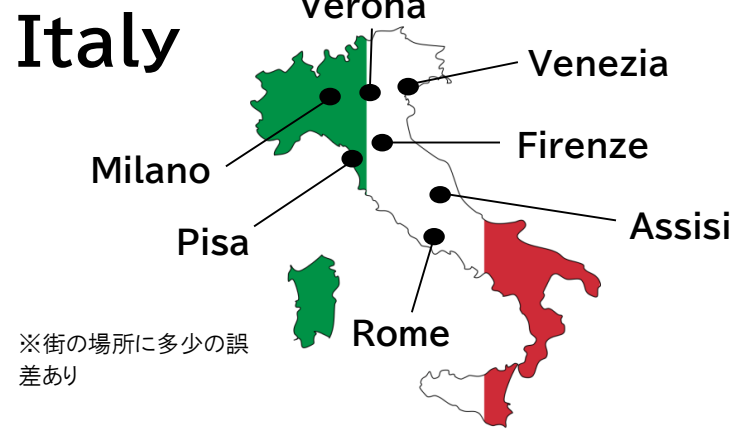 Verona
Italy
Venezia
Firenze
Milano
Assisi
Pisa
Rome
※街の場所に多少の誤
差あり